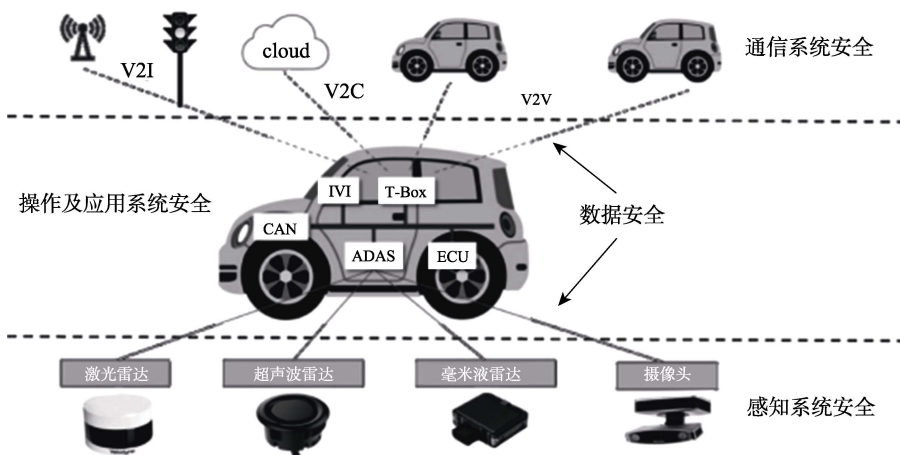 cloud
通信系统安全
V2I
V2C
V2V
操作及应用系统安全
IVI
T-Box
数据安全
CAN
ADAS
ECU
激光雷达
超声波雷达
毫米液雷达
摄像头
感知系统安全